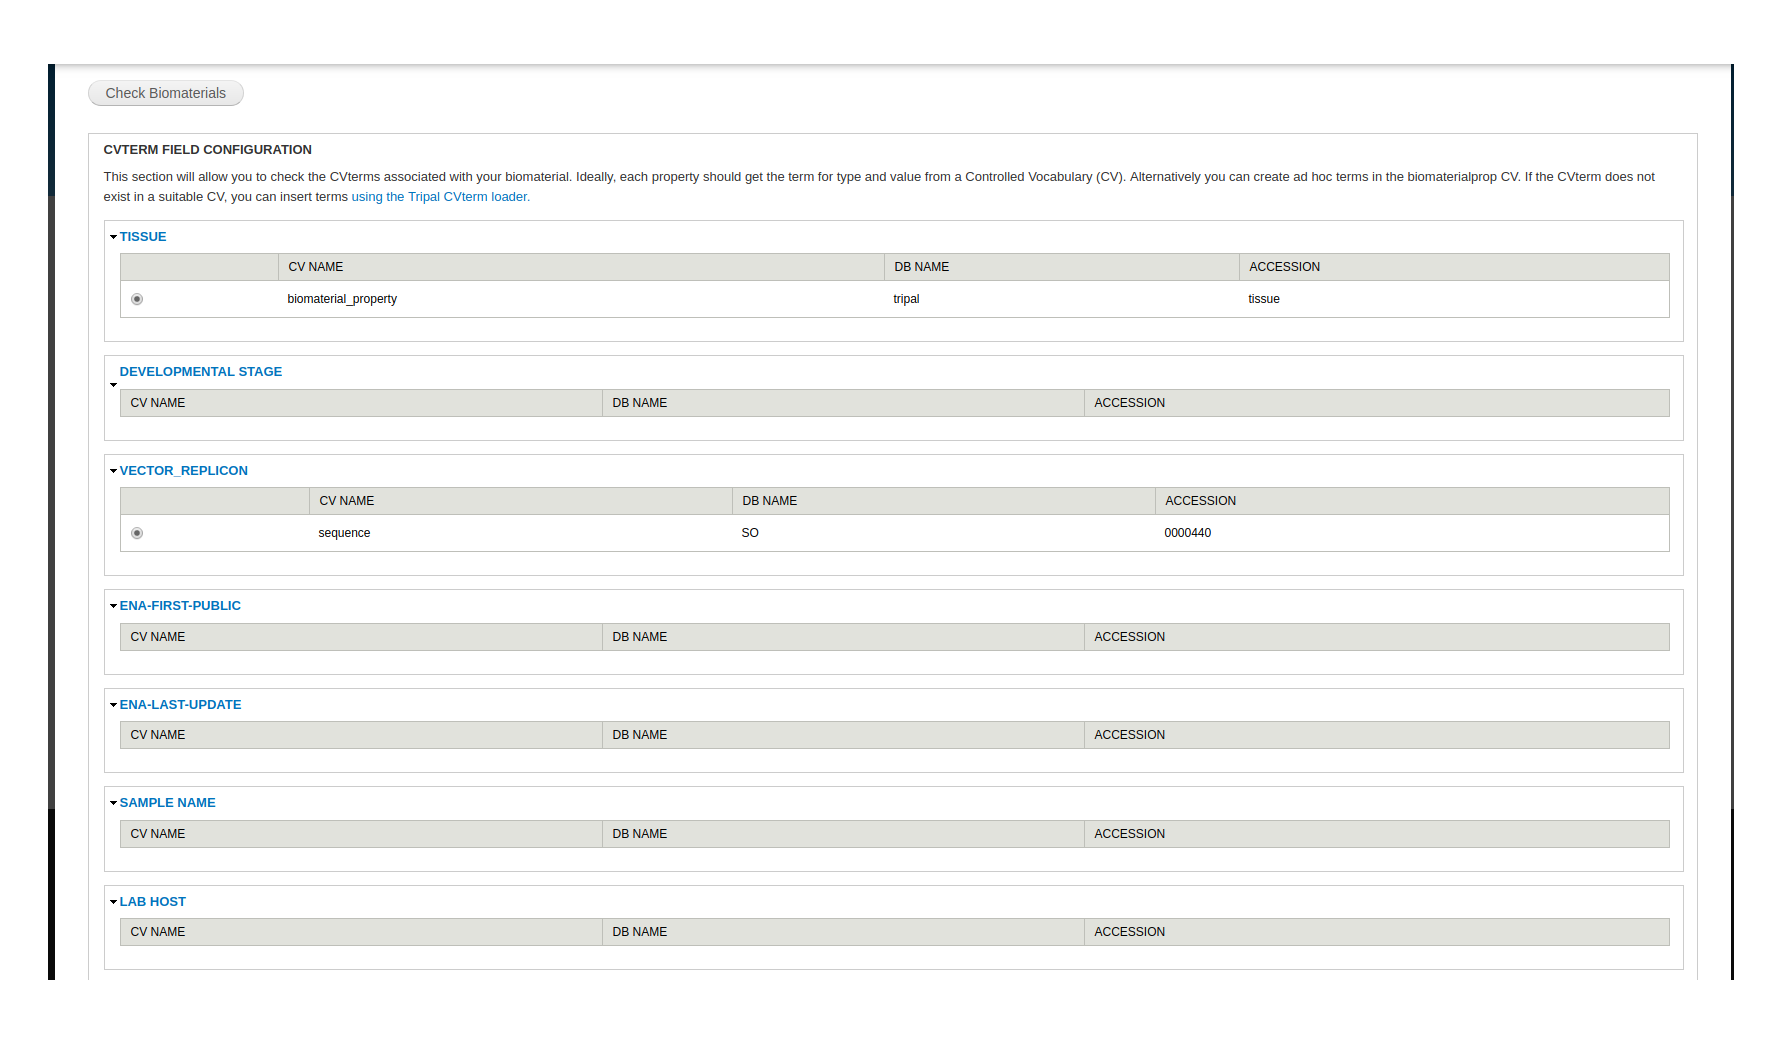 Check Biomaterials
CVTERM FIELD CONFIGURATION
This section will allow you to check the CVterms associated with your biomaterial. Ideally, each property should get the term for type and value from a Controlled Vocabulary (CV). Alternatively you can create ad hoc terms in the biomaterialprop CV. If the CVterm does not
exist in a suitable CV, you can insert terms using the Tripal CVterm loader.
TISSUE
CV NAME DB NAME ACCESSION
biomaterial_property tripal tissue
DEVELOPMENTAL STAGE
CV NAME DB NAME ACCESSION
VECTOR_REPLICON
CV NAME DB NAME ACCESSION
sequence SO 0000440
ENA-FIRST-PUBLIC
CV NAME DB NAME ACCESSION
ENA-LAST-UPDATE
CV NAME DB NAME ACCESSION
SAMPLE NAME
CV NAME DB NAME ACCESSION
LAB HOST
CV NAME DB NAME ACCESSION